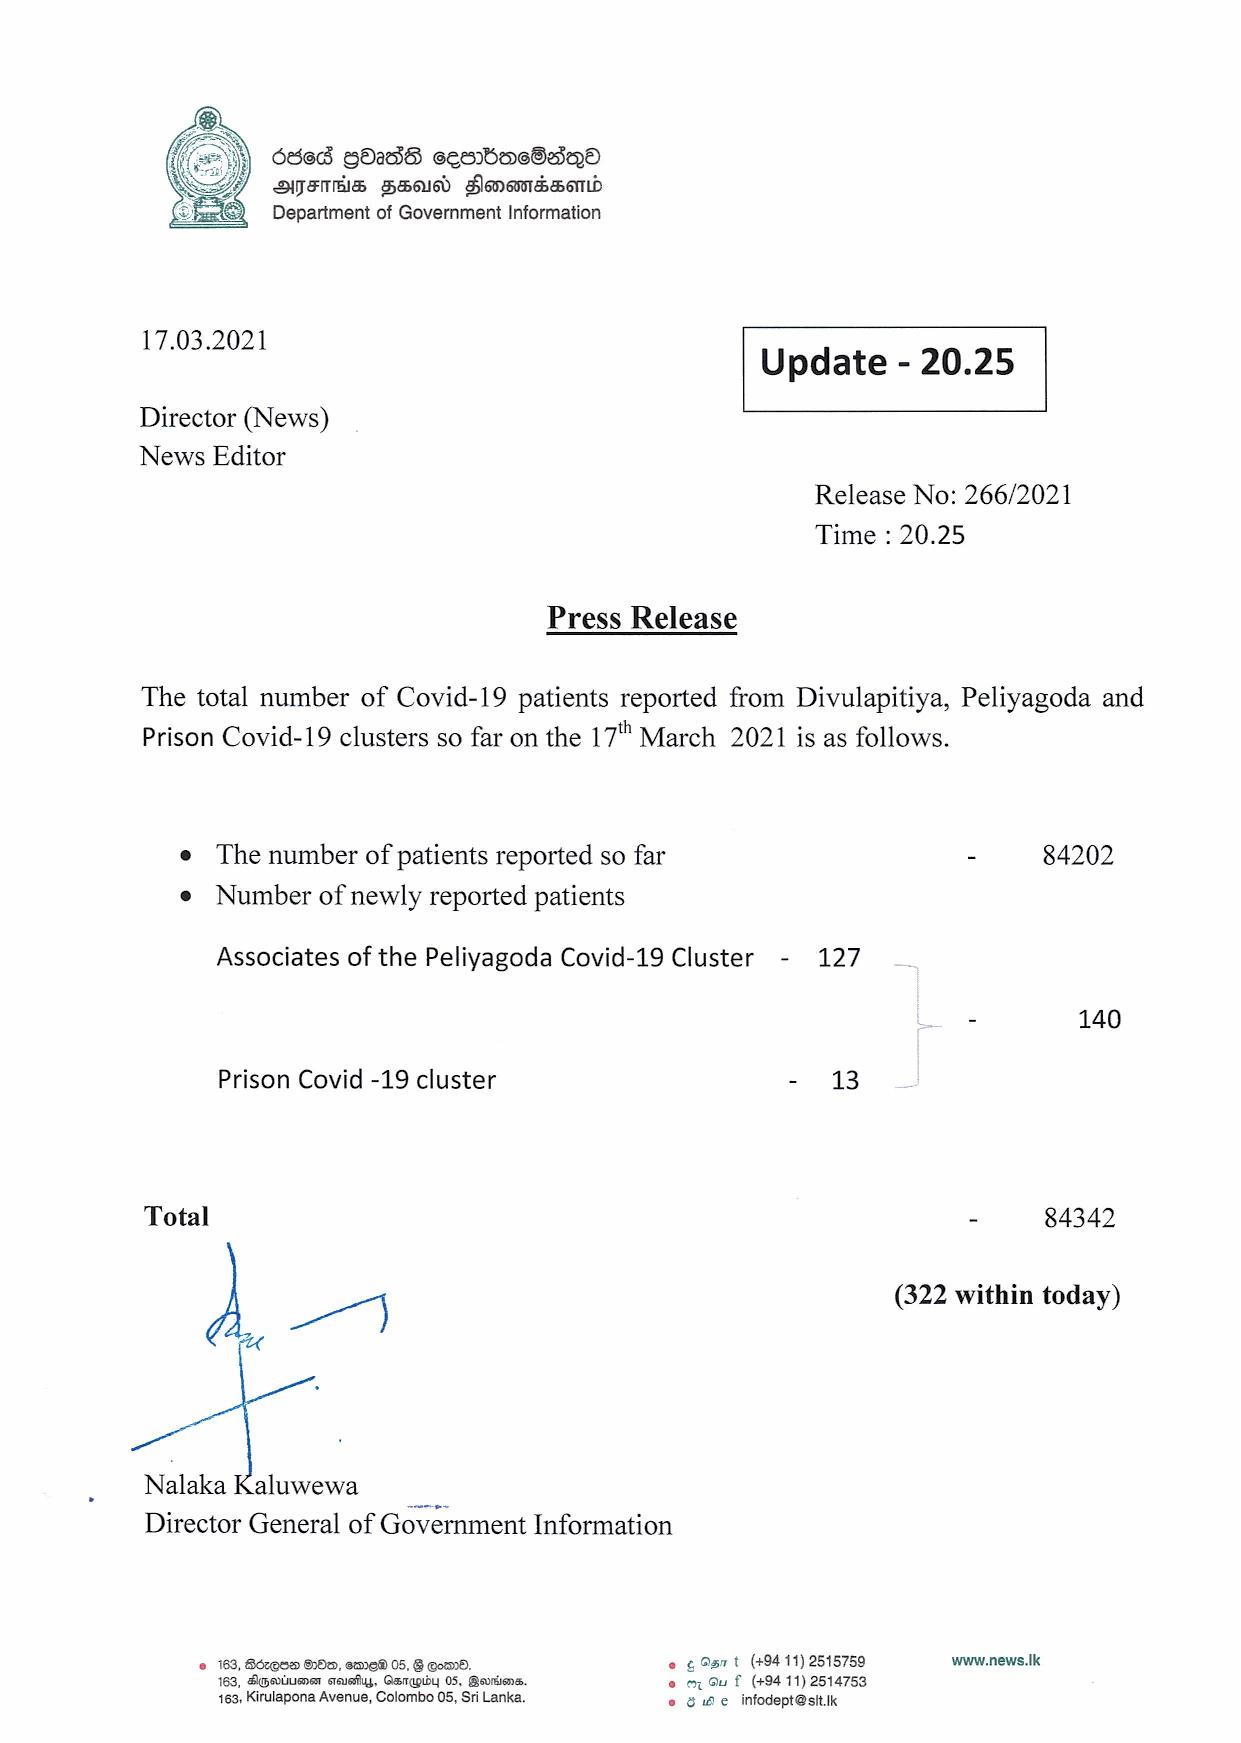 රජයේ ප්‍රවෘත්ති දෙපාර්තමේන්තුව
அரசாங்க தகவல் திணைக்களம்
Department of Government Information
17.03.2021
Update - 20.25
Director (News)
News Editor
Release No: 266/2021
Time : 20.25
Press Release
The total number of Covid-19 patients reported from Divulapitiya, Peliyagoda and
Prison Covid-19 clusters so far on the 17th March 2021 is as follows.
• The number of patients reported so far - 84202
• Number of newly reported patients
Associates of the Peliyagoda Covid-19 Cluster - 127
- 140
Prison Covid -19 cluster - 13
Total - 84342
(322 within today)
Nalaka Kaluwewa
Director General of Government Information
163, කිරුලපන මාවත, කොළඹ 05, ශ්‍රී ලංකාව.
163, கிருலப்பனை எவனியூ, கொழும்பு 05, இலங்கை.
163, Kirulapona Avenue, Colombo 05, Sri Lanka.
දු தொ t (+94 11) 2515759
ෆැ பெ f (+94 11) 2514753
ඊ மி e infodept@slt.lk
www.news.lk